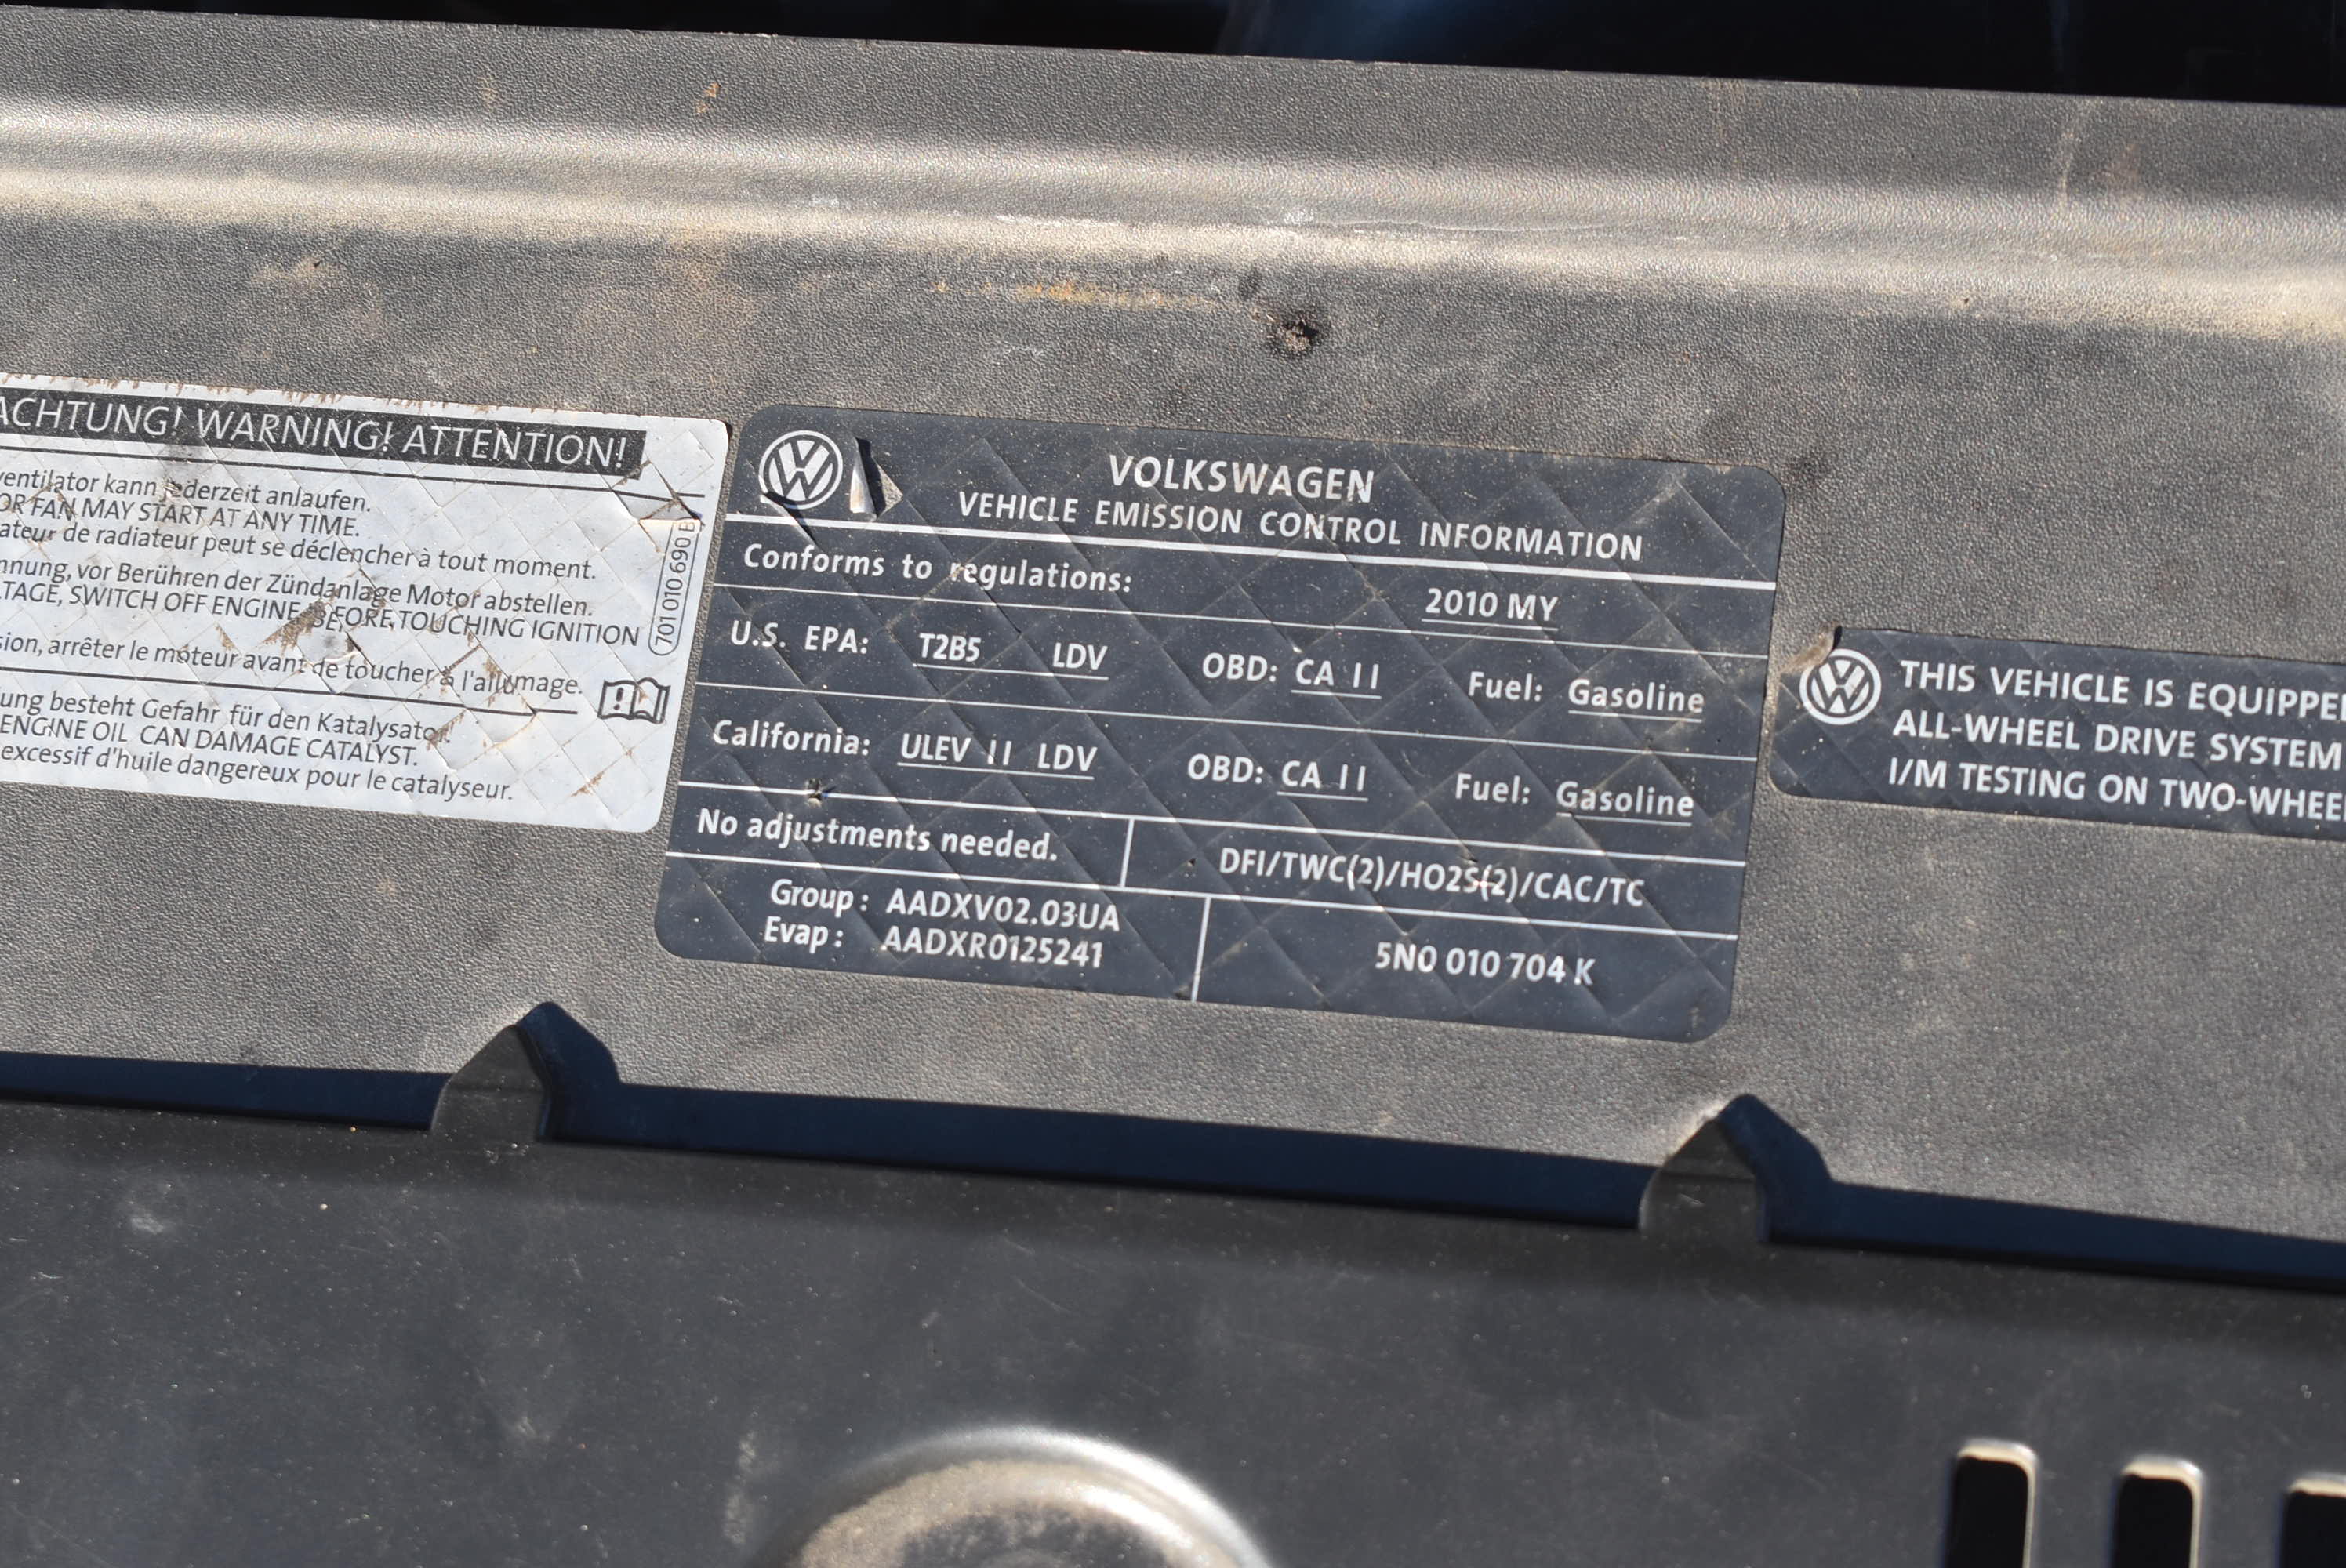 ACHTUNG! WARNING! ATTENTION!
ventilator kann jederzeit anlaufen.
OR FAN MAY START AT ANY TIME.
ateur de radiateur peut se déclencher à tout moment.
nnung, vor Berühren der Zündanlage Motor abstellen.
TAGE, SWITCH OFF ENGINE BEFORE TOUCHING IGNITION
sion, arrêter le moteur avant de toucher à l'allumage.
ung besteht Gefahr für den Katalysator!
ENGINE OIL CAN DAMAGE CATALYST.
excessif d'huile dangereux pour le catalyseur.
701 010 690 B
VOLKSWAGEN
VEHICLE EMISSION CONTROL INFORMATION
Conforms to regulations: 2010 MY
U.S. EPA: T2B5 LDV OBD: CA II Fuel: Gasoline
California: ULEV II LDV OBD: CA II Fuel: Gasoline
No adjustments needed. DFI/TWC(2)/HO2S(2)/CAC/TC
Group: AADXV02.03UA
Evap: AADXR0125241
5N0 010 704 K
THIS VEHICLE IS EQUIPPE
ALL-WHEEL DRIVE SYSTEM
I/M TESTING ON TWO-WHEE